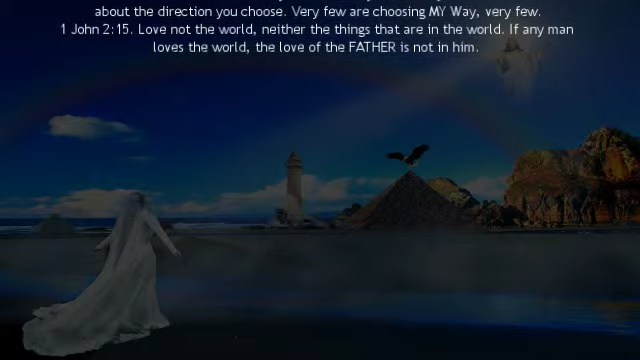 about the direction you choose. Very few are choosing MY Way, very few.
1 John 2:15. Love not the world, neither the things that are in the world. If any man
loves the world, the love of the FATHER is not in him.